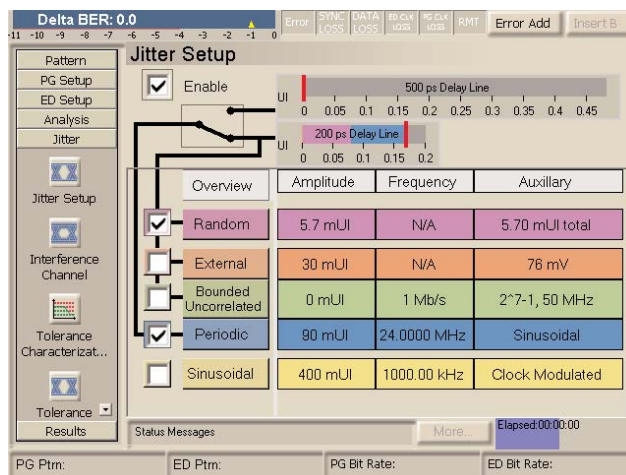 Delta BER: 0.0
-11 -10 -9 -8 -7 -6 -5 -4 -3 -2 -1 0
Error
SYNC LOSS
DATA LOSS
ED CLK LOSS
PG CLK LOSS
RMT
Error Add
Insert B
Pattern
PG Setup
ED Setup
Analysis
Jitter
Jitter Setup
Interference
Channel
Tolerance
Characterizat...
Tolerance
Results
Jitter Setup
Enable
UI
500 ps Delay Line
0 0.05 0.1 0.15 0.2 0.25 0.3 0.35 0.4 0.45
UI
200 ps Delay Line
0 0.05 0.1 0.15 0.2
Overview Amplitude Frequency Auxillary
Random 5.7 mUI N/A 5.70 mUI total
External 30 mUI N/A 76 mV
Bounded
Uncorrelated 0 mUI 1 Mb/s 2^7-1, 50 MHz
Periodic 90 mUI 24.0000 MHz Sinusoidal
Sinusoidal 400 mUI 1000.00 kHz Clock Modulated
Status Messages
More...
Elapsed:00:00:00
PG Ptrn: ED Ptrn: PG Bit Rate: ED Bit Rate: